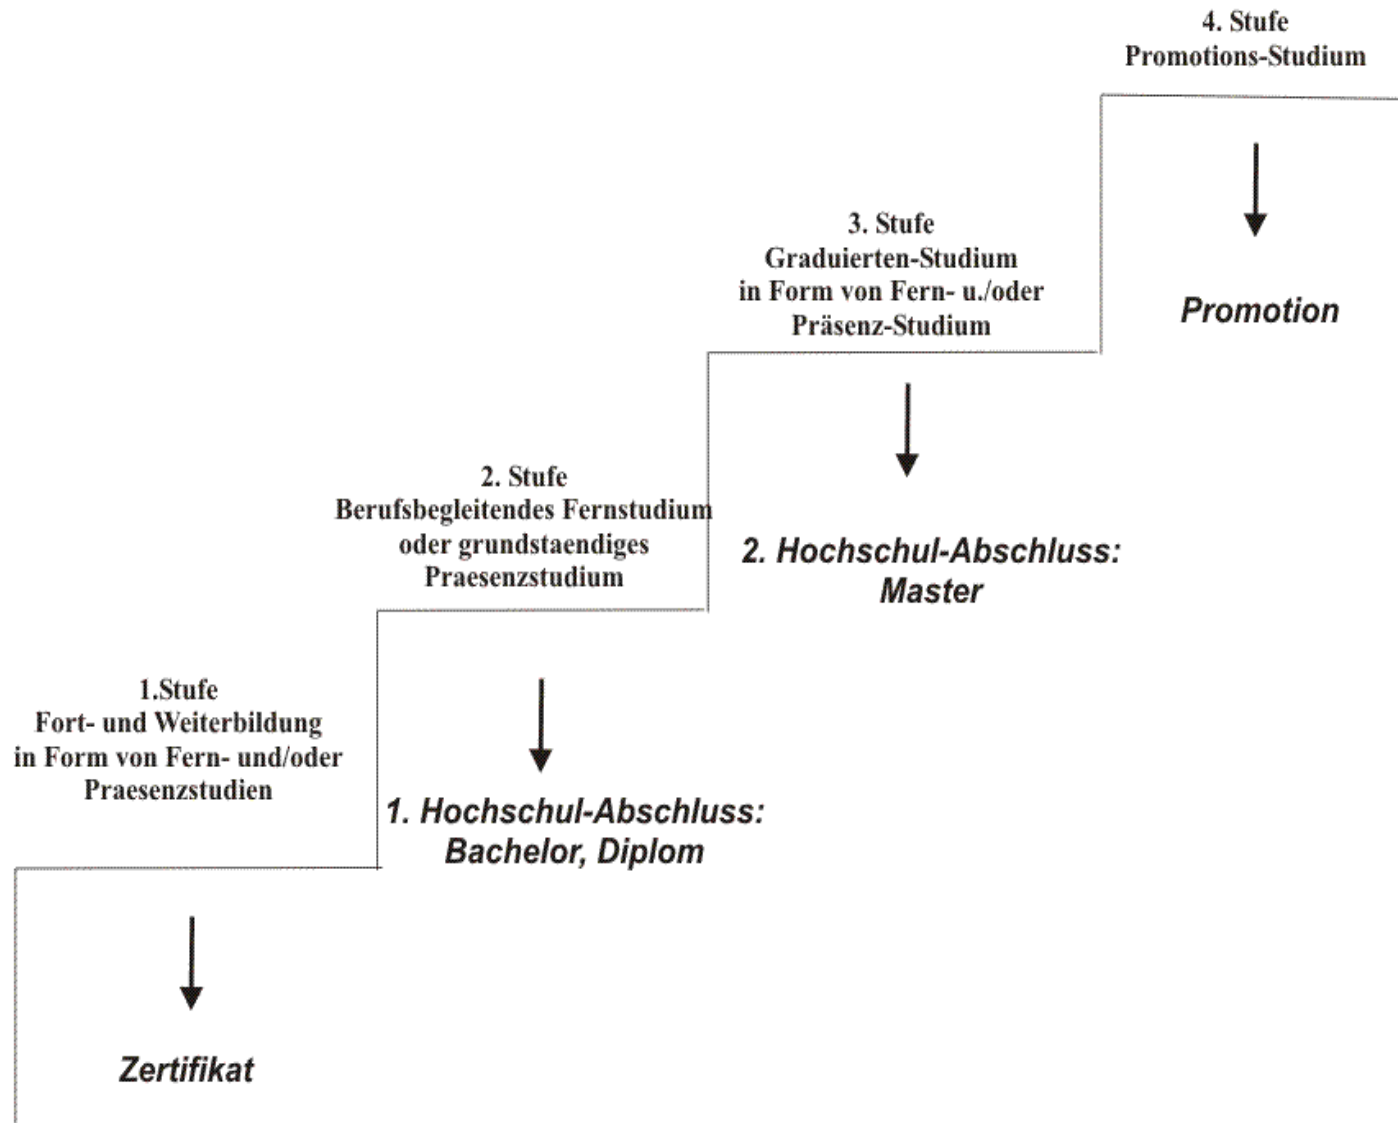 4. Stufe
Promotions-Studium
Promotion
3. Stufe
Graduierten-Studium
in Form von Fern- u./oder
Präsenz-Studium
2. Hochschul-Abschluss:
Master
2. Stufe
Berufsbegleitendes Fernstudium
oder grundstaendiges
Praesenzstudium
1. Hochschul-Abschluss:
Bachelor, Diplom
1.Stufe
Fort- und Weiterbildung
in Form von Fern- und/oder
Praesenzstudien
Zertifikat